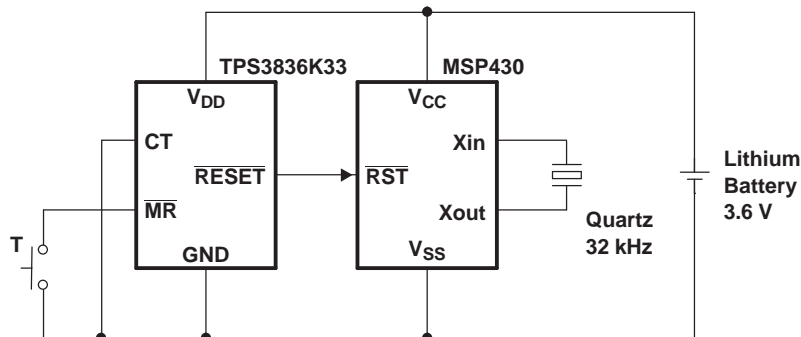 TPS3836K33
MSP430
VDD
VCC
CT
Xin
RESET
RST
MR
Xout
T
GND
VSS
Lithium
Battery
3.6 V
Quartz
32 kHz